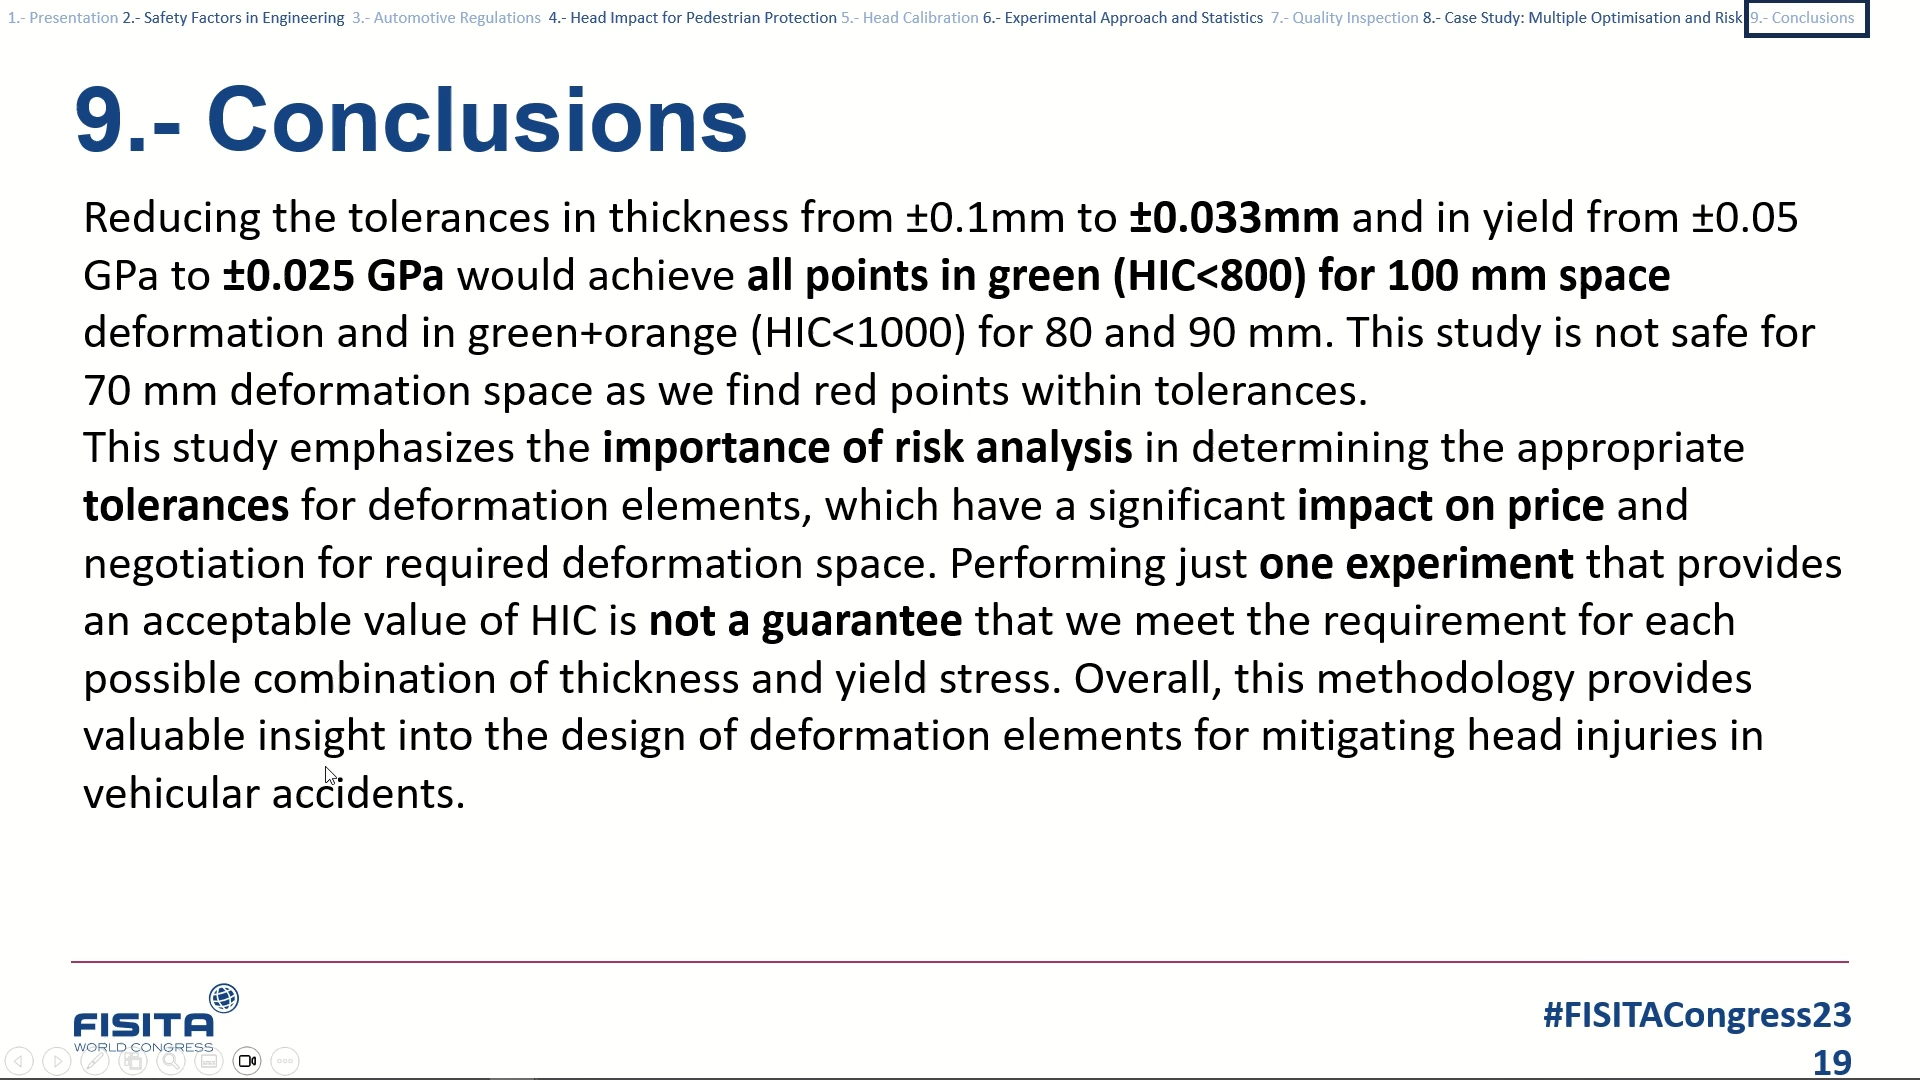 1.- Presentation 2.- Safety Factors in Engineering 3.- Automotive Regulations 4.- Head Impact for Pedestrian Protection 5.- Head Calibration 6.- Experimental Approach and Statistics 7.- Quality Inspection 8.- Case Study: Multiple Optimisation and Risk 9.- Conclusions
9.- Conclusions
Reducing the tolerances in thickness from ±0.1mm to ±0.033mm and in yield from ±0.05
GPa to ±0.025 GPa would achieve all points in green (HIC<800) for 100 mm space
deformation and in green+orange (HIC<1000) for 80 and 90 mm. This study is not safe for
70 mm deformation space as we find red points within tolerances.
This study emphasizes the importance of risk analysis in determining the appropriate
tolerances for deformation elements, which have a significant impact on price and
negotiation for required deformation space. Performing just one experiment that provides
an acceptable value of HIC is not a guarantee that we meet the requirement for each
possible combination of thickness and yield stress. Overall, this methodology provides
valuable insight into the design of deformation elements for mitigating head injuries in
vehicular accidents.
FISITA
WORLD CONGRESS
#FISITACongress23
19